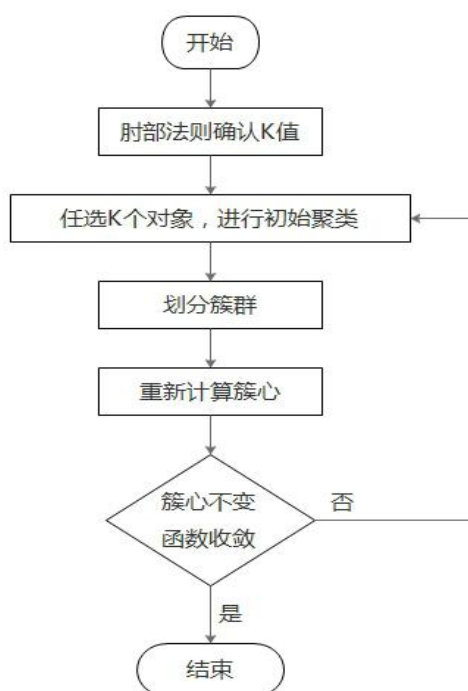 开始
肘部法则确认K值
任选K个对象，进行初始聚类
划分簇群
重新计算簇心
簇心不变
函数收敛
否
是
结束